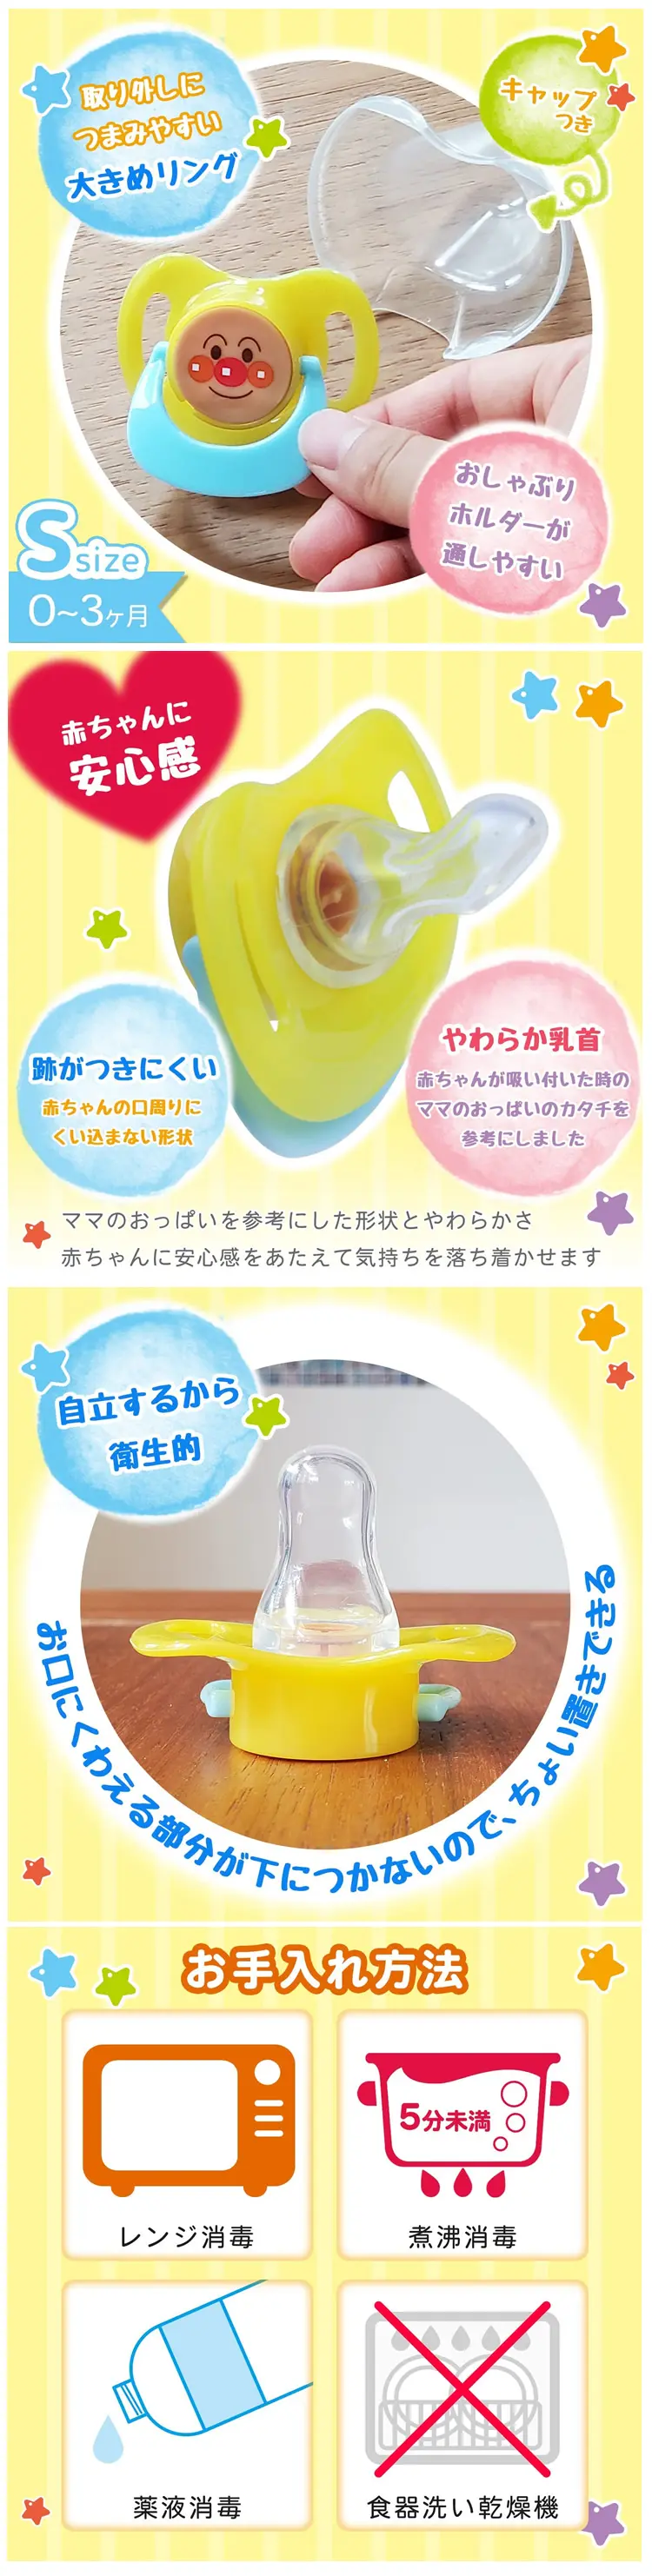 取り外しに
つまみやすい
大きめリング
キャップ
つき
おしゃぶり
ホルダーが
通しやすい
S size
0~3ヶ月
赤ちゃんに
安心感
跡がつきにくい
赤ちゃんの口周りに
くい込まない形状
やわらか乳首
赤ちゃんが吸い付いた時の
ママのおっぱいのカタチを
参考にしました
ママのおっぱいを参考にした形状とやわらかさ
赤ちゃんに安心感をあたえて気持ちを落ち着かせます
自立するから
衛生的
お口にくわえる部分が下につかないので、ちょい置きできる
お手入れ方法
5分未満
レンジ消毒
煮沸消毒
薬液消毒
食器洗い乾燥機